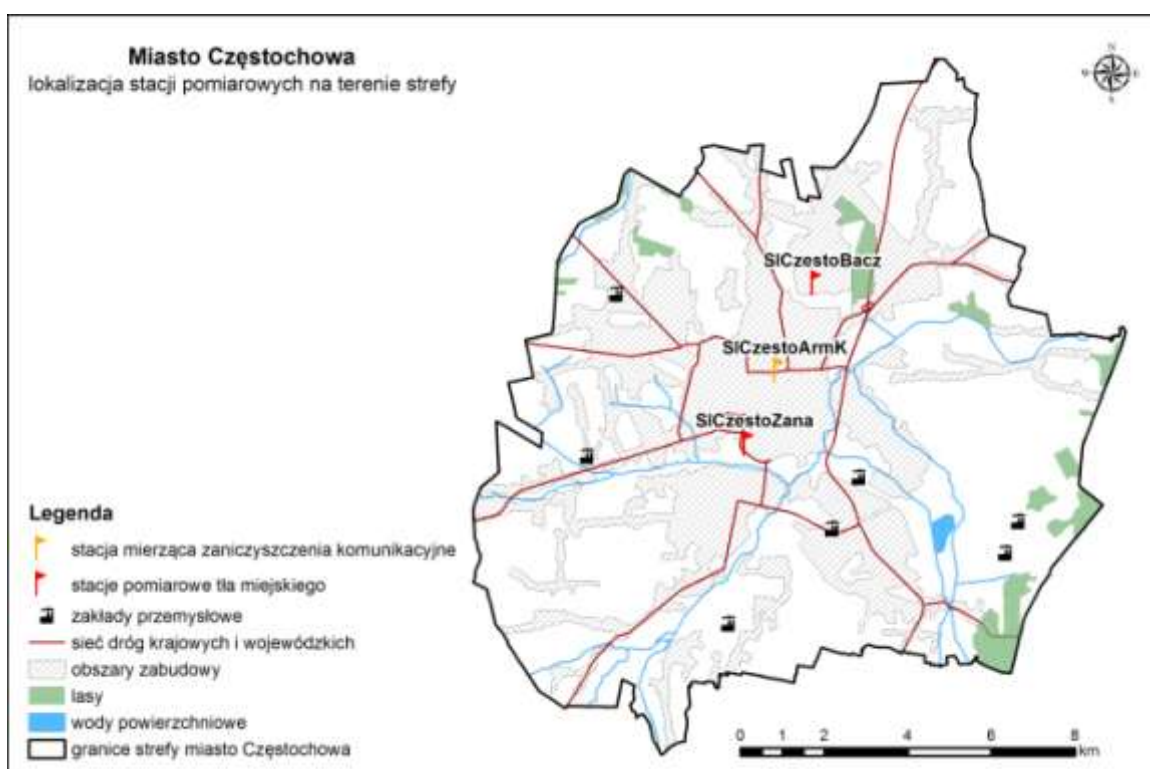 Miasto Częstochowa
lokalizacja stacji pomiarowych na terenie strefy
N
E
S
SlCzestoBacz
SlCzestoArmK
SlCzestoZana
Legenda
stacja mierząca zaniczyszczenia komunikacyjne
stacje pomiarowe tła miejskiego
zakłady przemysłowe
sieć dróg krajowych i wojewódzkich
obszary zabudowy
lasy
wody powierzchniowe
granice strefy miasto Częstochowa
0 1 2 4 6 8
km